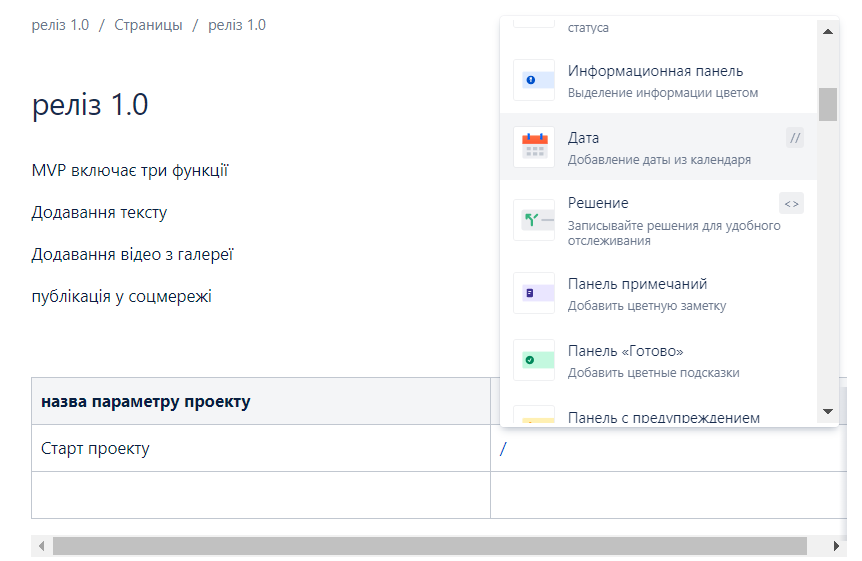 реліз 1.0 / Страницы / реліз 1.0
реліз 1.0
MVP включає три функції
Додавання тексту
Додавання відео з галереї
публікація у соцмережі
назва параметру проекту
Старт проекту
/
статуса
Информационная панель
Выделение информации цветом
Дата
//
Добавление даты из календаря
Решение
<>
Записывайте решения для удобного
отслеживания
Панель примечаний
Добавить цветную заметку
Панель «Готово»
Добавить цветные подсказки
Панель с предупреждением